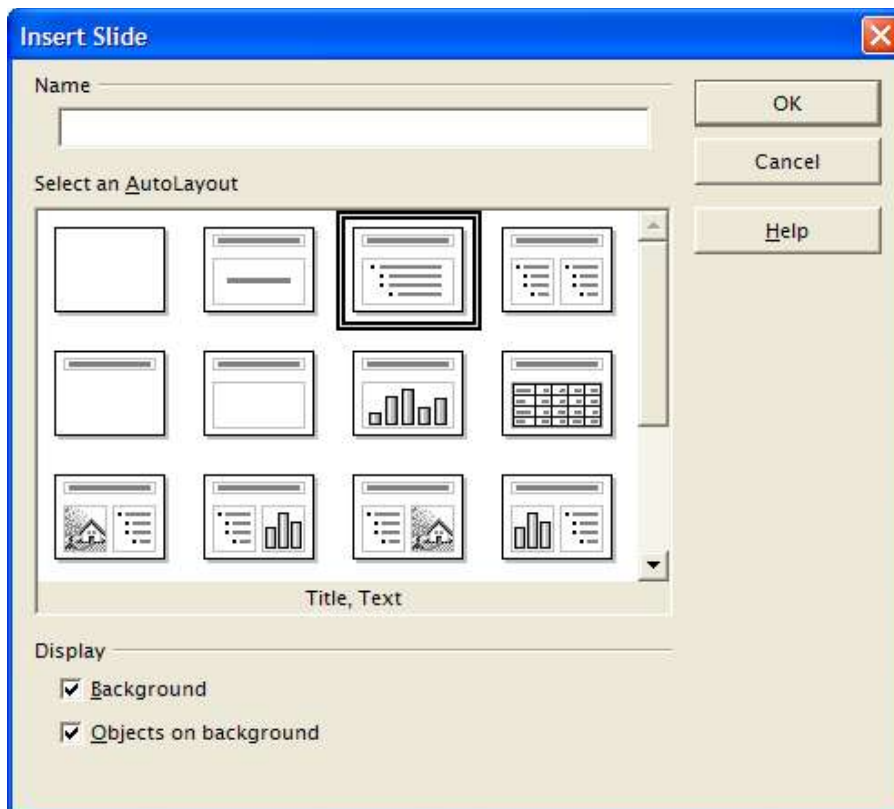 Insert Slide
Name
OK
Cancel
Select an AutoLayout
Help
Title, Text
Display
Background
Objects on background